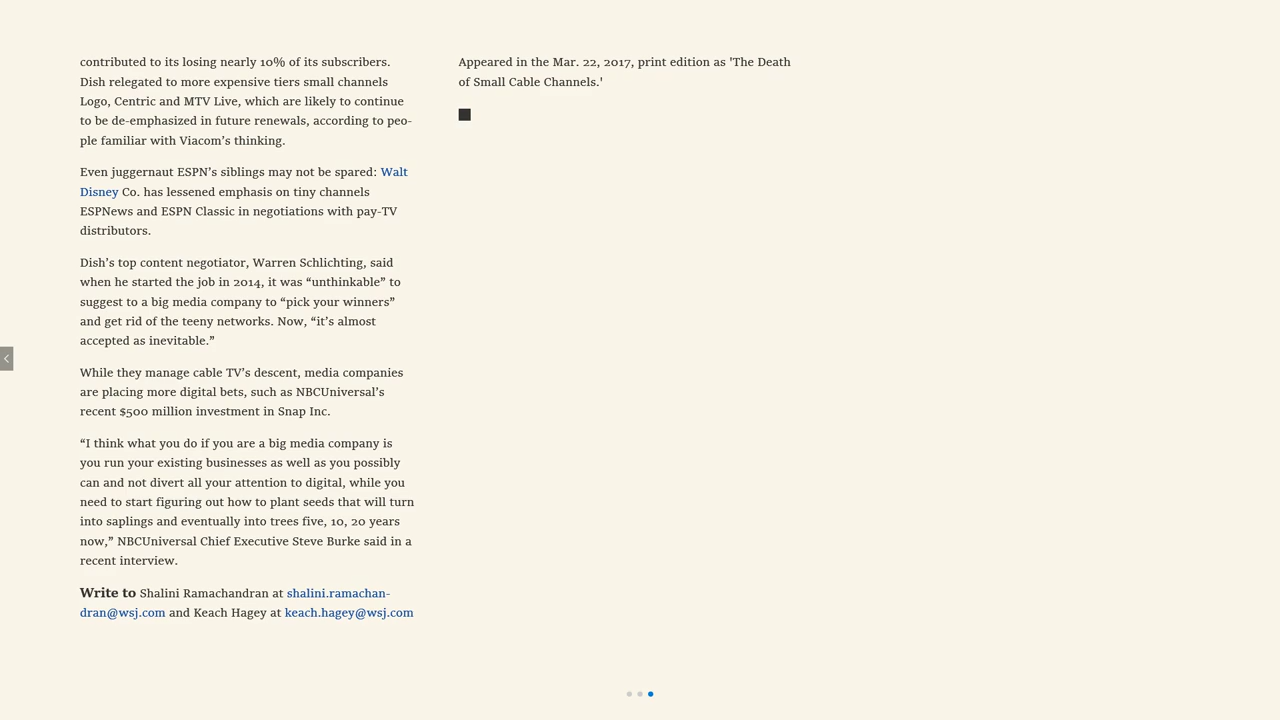 contributed to its losing nearly 10% of its subscribers.
Dish relegated to more expensive tiers small channels
Logo, Centric and MTV Live, which are likely to continue
to be de-emphasized in future renewals, according to peo-
ple familiar with Viacom’s thinking.
Even juggernaut ESPN’s siblings may not be spared: Walt
Disney Co. has lessened emphasis on tiny channels
ESPNews and ESPN Classic in negotiations with pay-TV
distributors.
Dish’s top content negotiator, Warren Schlichting, said
when he started the job in 2014, it was “unthinkable” to
suggest to a big media company to “pick your winners”
and get rid of the teeny networks. Now, “it’s almost
accepted as inevitable.”
While they manage cable TV’s descent, media companies
are placing more digital bets, such as NBCUniversal’s
recent $500 million investment in Snap Inc.
“I think what you do if you are a big media company is
you run your existing businesses as well as you possibly
can and not divert all your attention to digital, while you
need to start figuring out how to plant seeds that will turn
into saplings and eventually into trees five, 10, 20 years
now,” NBCUniversal Chief Executive Steve Burke said in a
recent interview.
Write to Shalini Ramachandran at shalini.ramachan-
dran@wsj.com and Keach Hagey at keach.hagey@wsj.com
Appeared in the Mar. 22, 2017, print edition as 'The Death
of Small Cable Channels.'